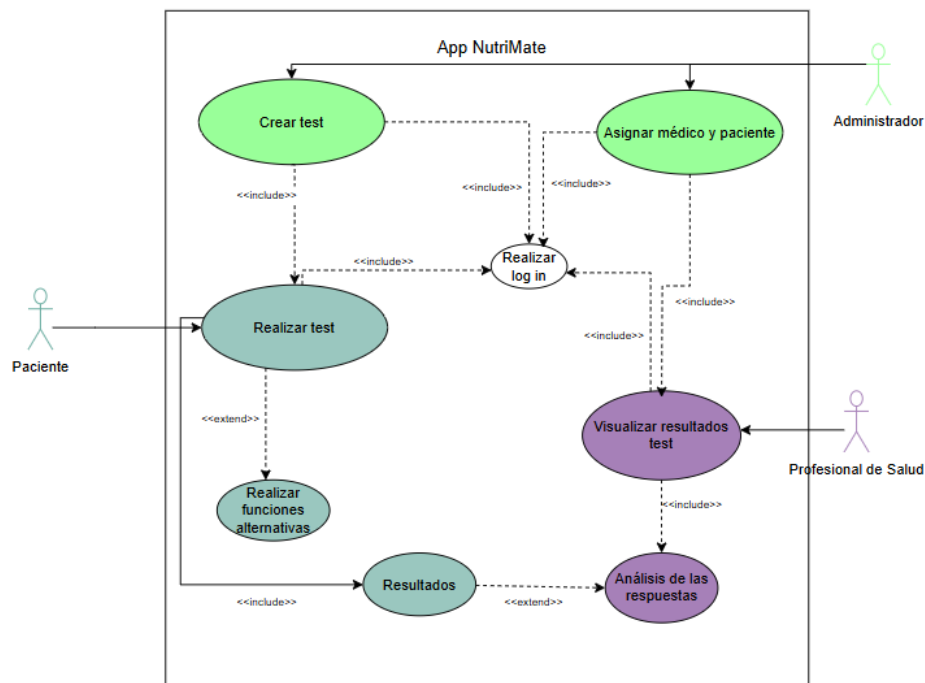 App NutriMate
Administrador
Crear test
Asignar médico y paciente
<<include>>
<<include>>
<<include>>
Realizar
log in
<<include>>
<<include>>
Realizar test
<<include>>
Paciente
<<extend>>
Visualizar resultados
test
Profesional de Salud
Realizar
funciones
alternativas
<<include>>
Resultados
Análisis de las
respuestas
<<include>>
<<extend>>